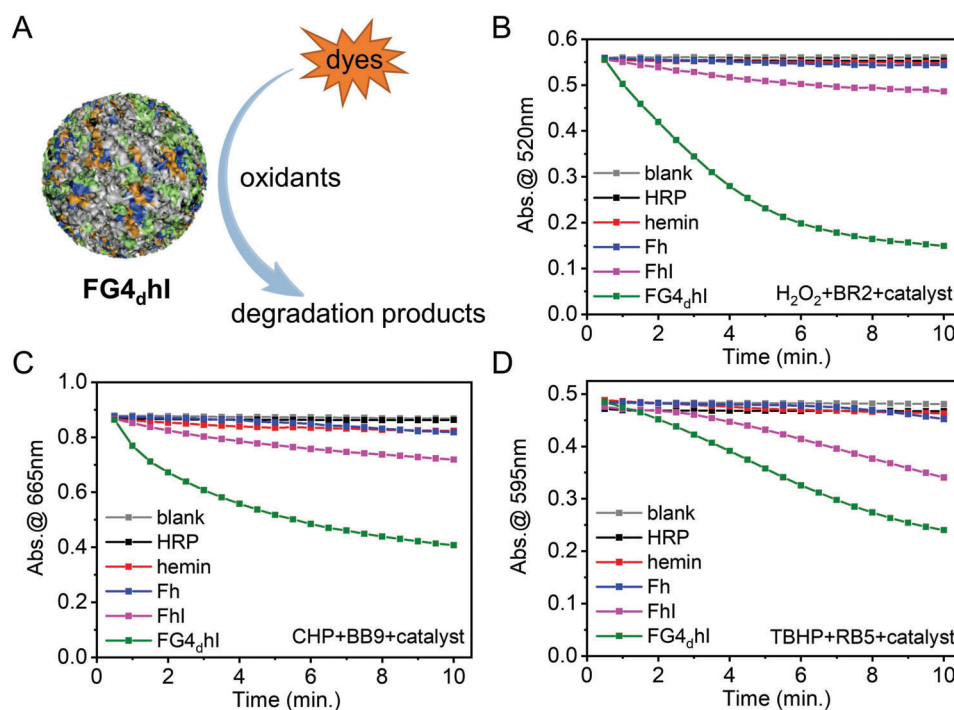 A
dyes
oxidants
FG4dhI
degradation products
B
Abs.@ 520nm
0.6
0.5
0.4
0.3
0.2
0.1
0.0
blank
HRP
hemin
Fh
FhI
FG4dhI
H2O2+BR2+catalyst
2
4
6
8
10
Time (min.)
C
Abs.@ 665nm
1.0
0.8
0.6
0.4
0.2
0.0
blank
HRP
hemin
Fh
FhI
FG4dhI
CHP+BB9+catalyst
2
4
6
8
10
Time (min.)
D
Abs.@ 595nm
0.5
0.4
0.3
0.2
0.1
0.0
blank
HRP
hemin
Fh
FhI
FG4dhI
TBHP+RB5+catalyst
2
4
6
8
10
Time (min.)